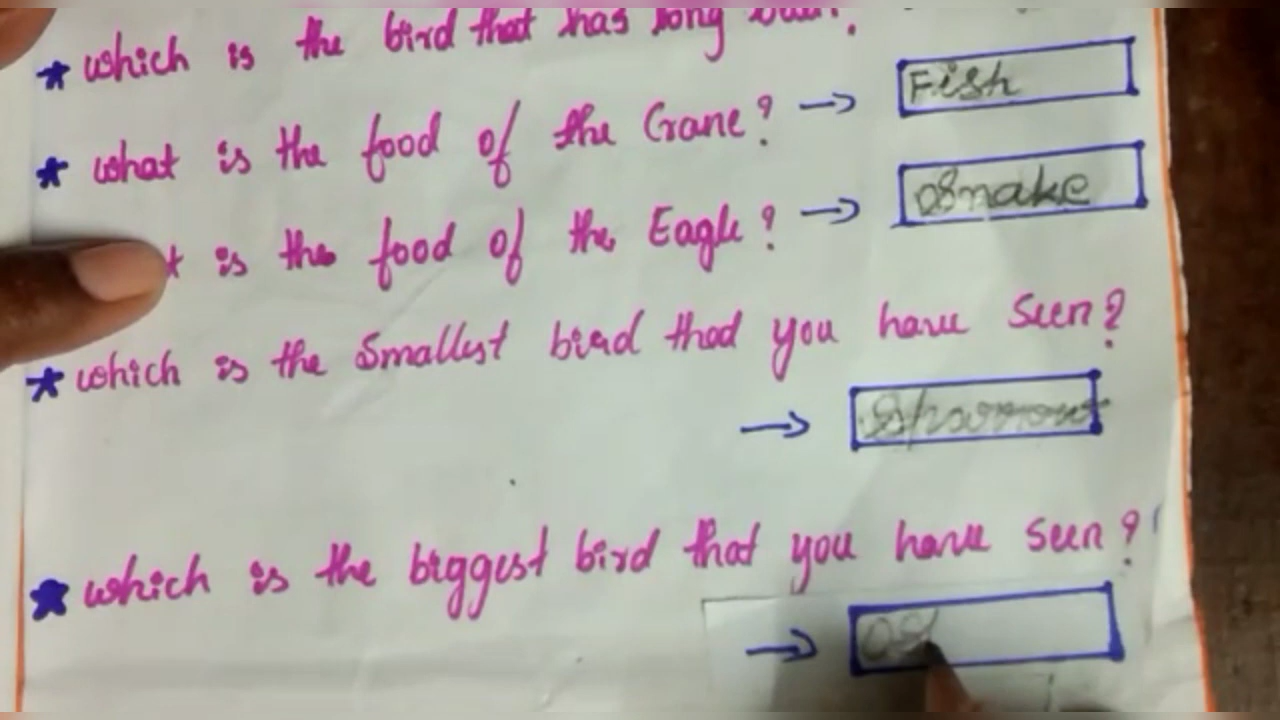 which is the bird that has long
Fish
what is the food of the Crane?
Snake
is the food of the Eagle?
which is the smallest bird that you have seen?
which is the biggest bird that you have seen?
OS